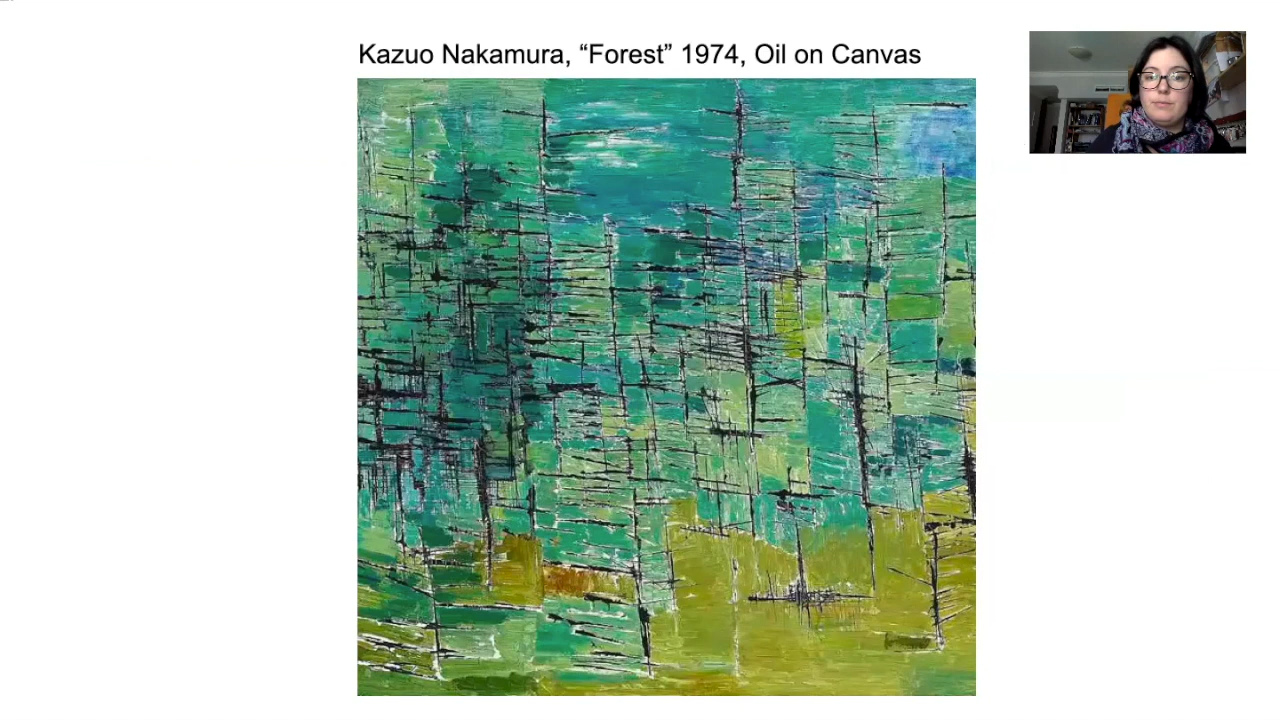 Kazuo Nakamura, “Forest” 1974, Oil on Canvas